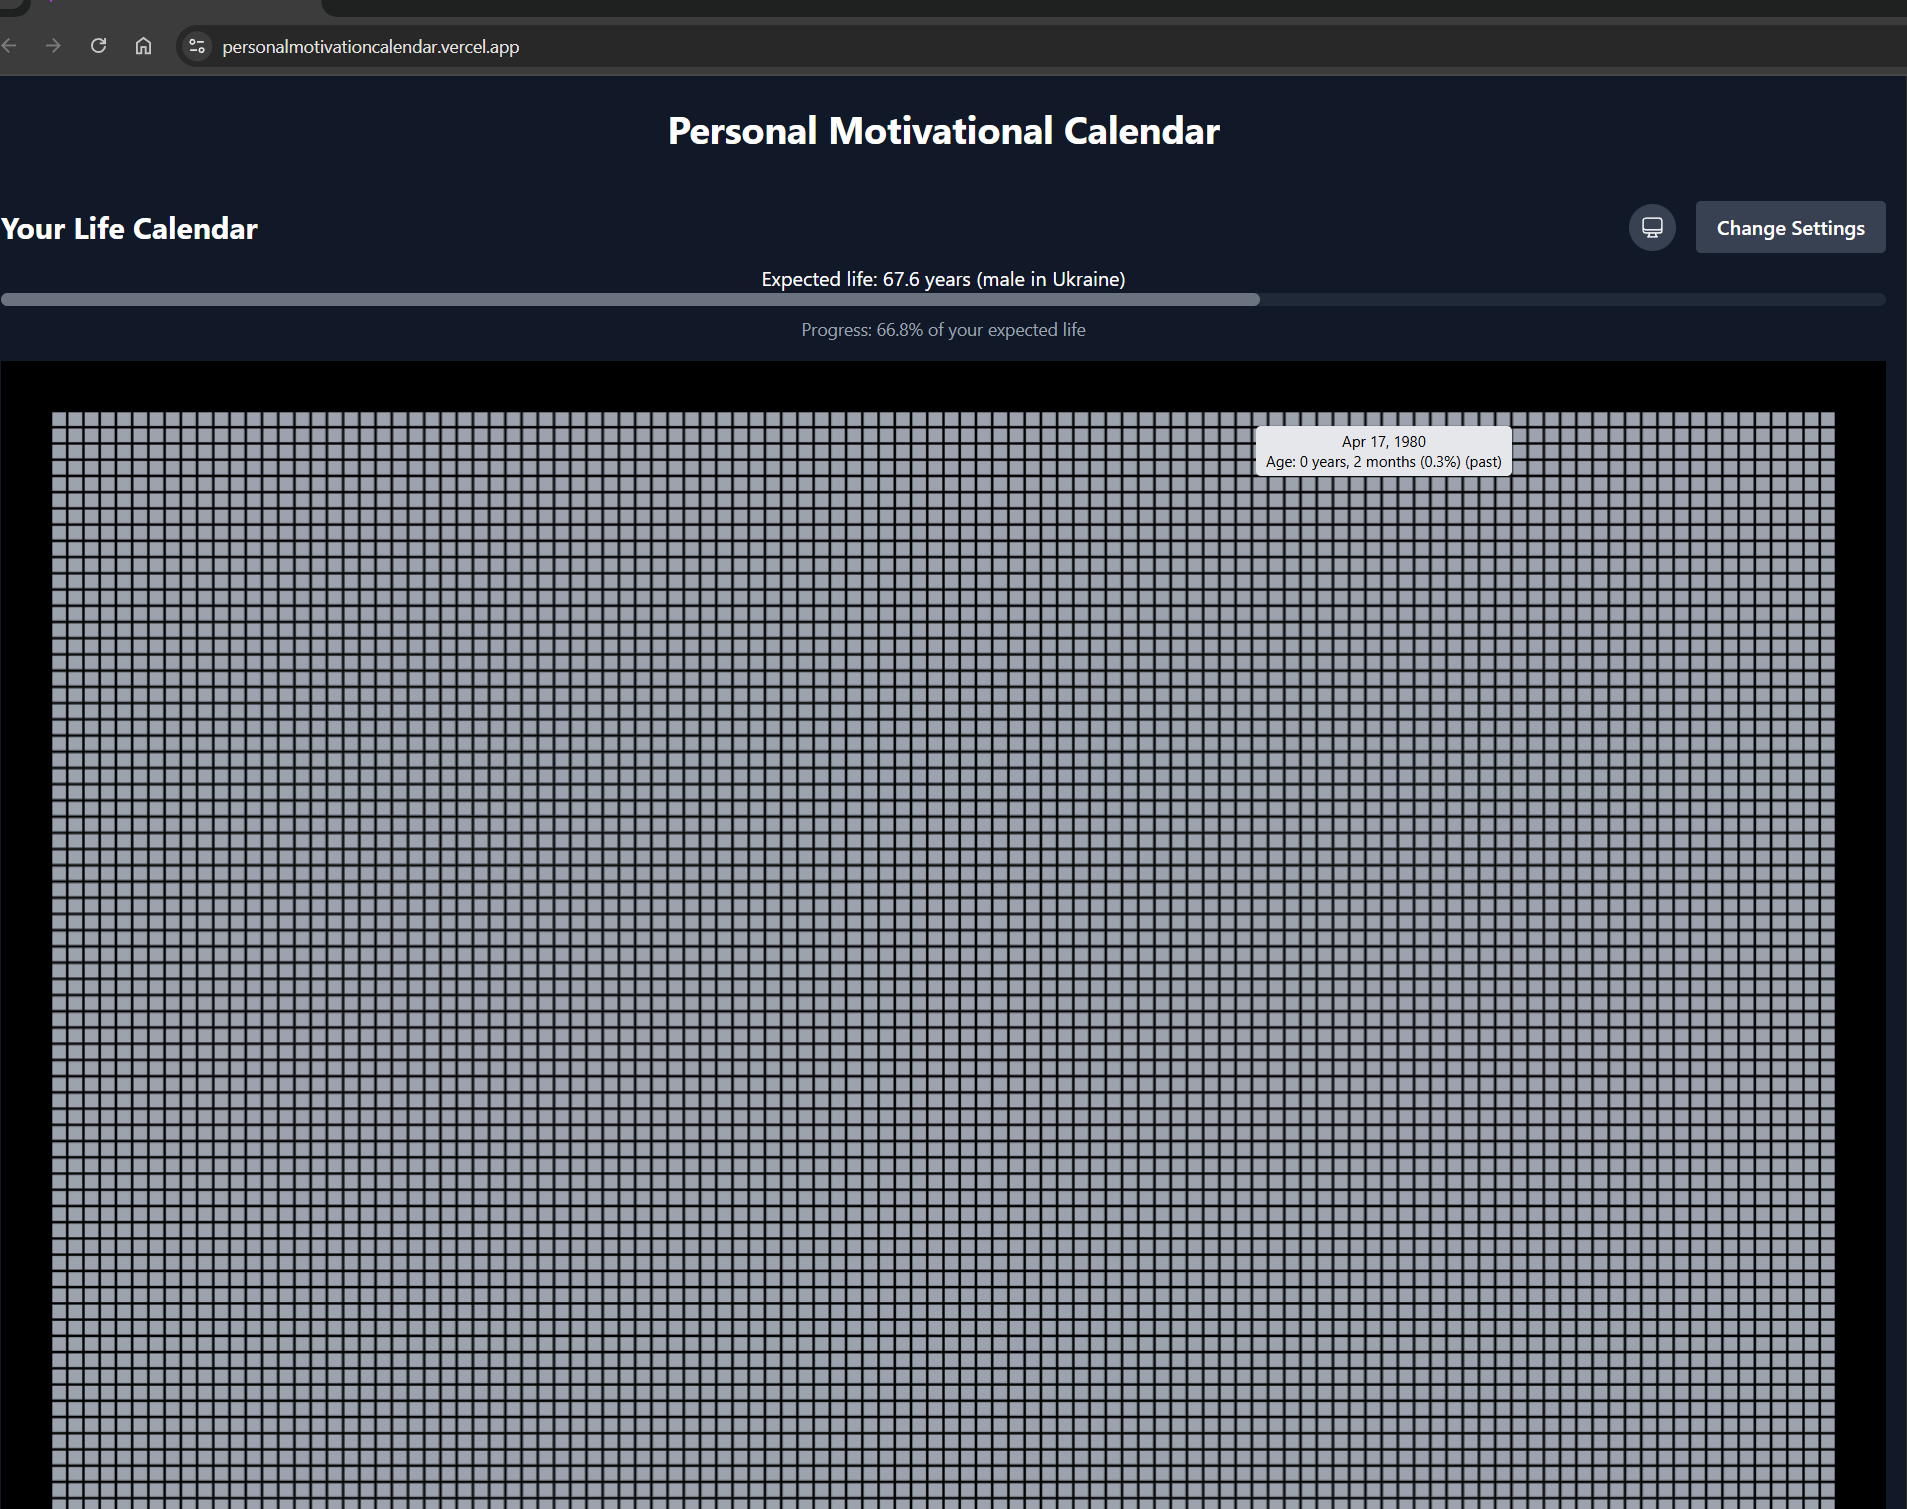 personalmotivationcalendar.vercel.app
Personal Motivational Calendar
Your Life Calendar
Change Settings
Expected life: 67.6 years (male in Ukraine)
Progress: 66.8% of your expected life
Apr 17, 1980
Age: 0 years, 2 months (0.3%) (past)